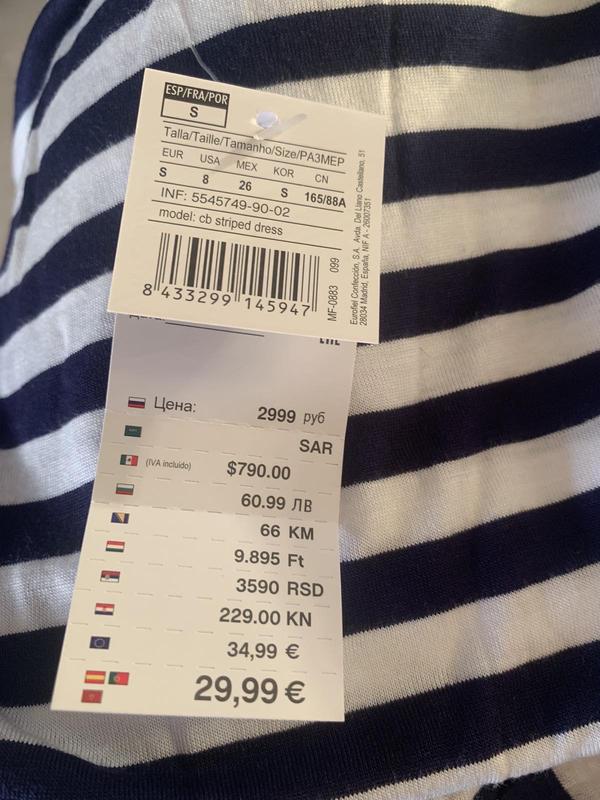 ESP/FRA/POR
S
Talla/Taille/Tamanho/Size/РАЗМЕР
EUR USA MEX KOR CN
S 8 26 S 165/88A
INF: 5545749-90-02
model: cb striped dress
8 433299 145947
MF-0883 099
Eurofiel Confección, S.A. Avda. Del Llano Castellano, 51
28034 Madrid, España, NIF A - 28007351
Цена: 2999 руб
SAR
(IVA incluido) $790.00
60.99 ЛВ
66 KM
9.895 Ft
3590 RSD
229.00 KN
34,99 €
29,99 €